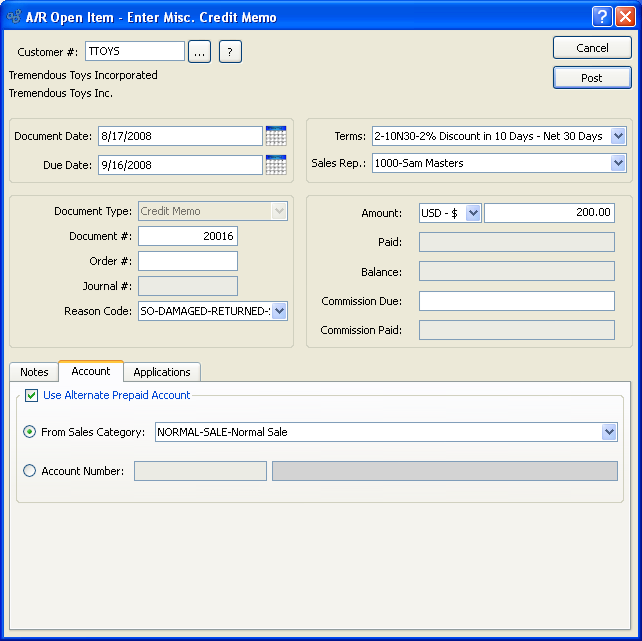 A/R Open Item - Enter Misc. Credit Memo
Customer #: TTOYS ... ?
Cancel
Tremendous Toys Incorporated
Post
Tremendous Toys Inc.
Document Date: 8/17/2008
Due Date: 9/16/2008
Terms: 2-10N30-2% Discount in 10 Days - Net 30 Days
Sales Rep.: 1000-Sam Masters
Document Type: Credit Memo
Document #: 20016
Order #:
Journal #:
Reason Code: SO-DAMAGED-RETURNED-
Amount: USD - $ 200.00
Paid:
Balance:
Commission Due:
Commission Paid:
Notes Account Applications
Use Alternate Prepaid Account
From Sales Category: NORMAL-SALE-Normal Sale
Account Number: